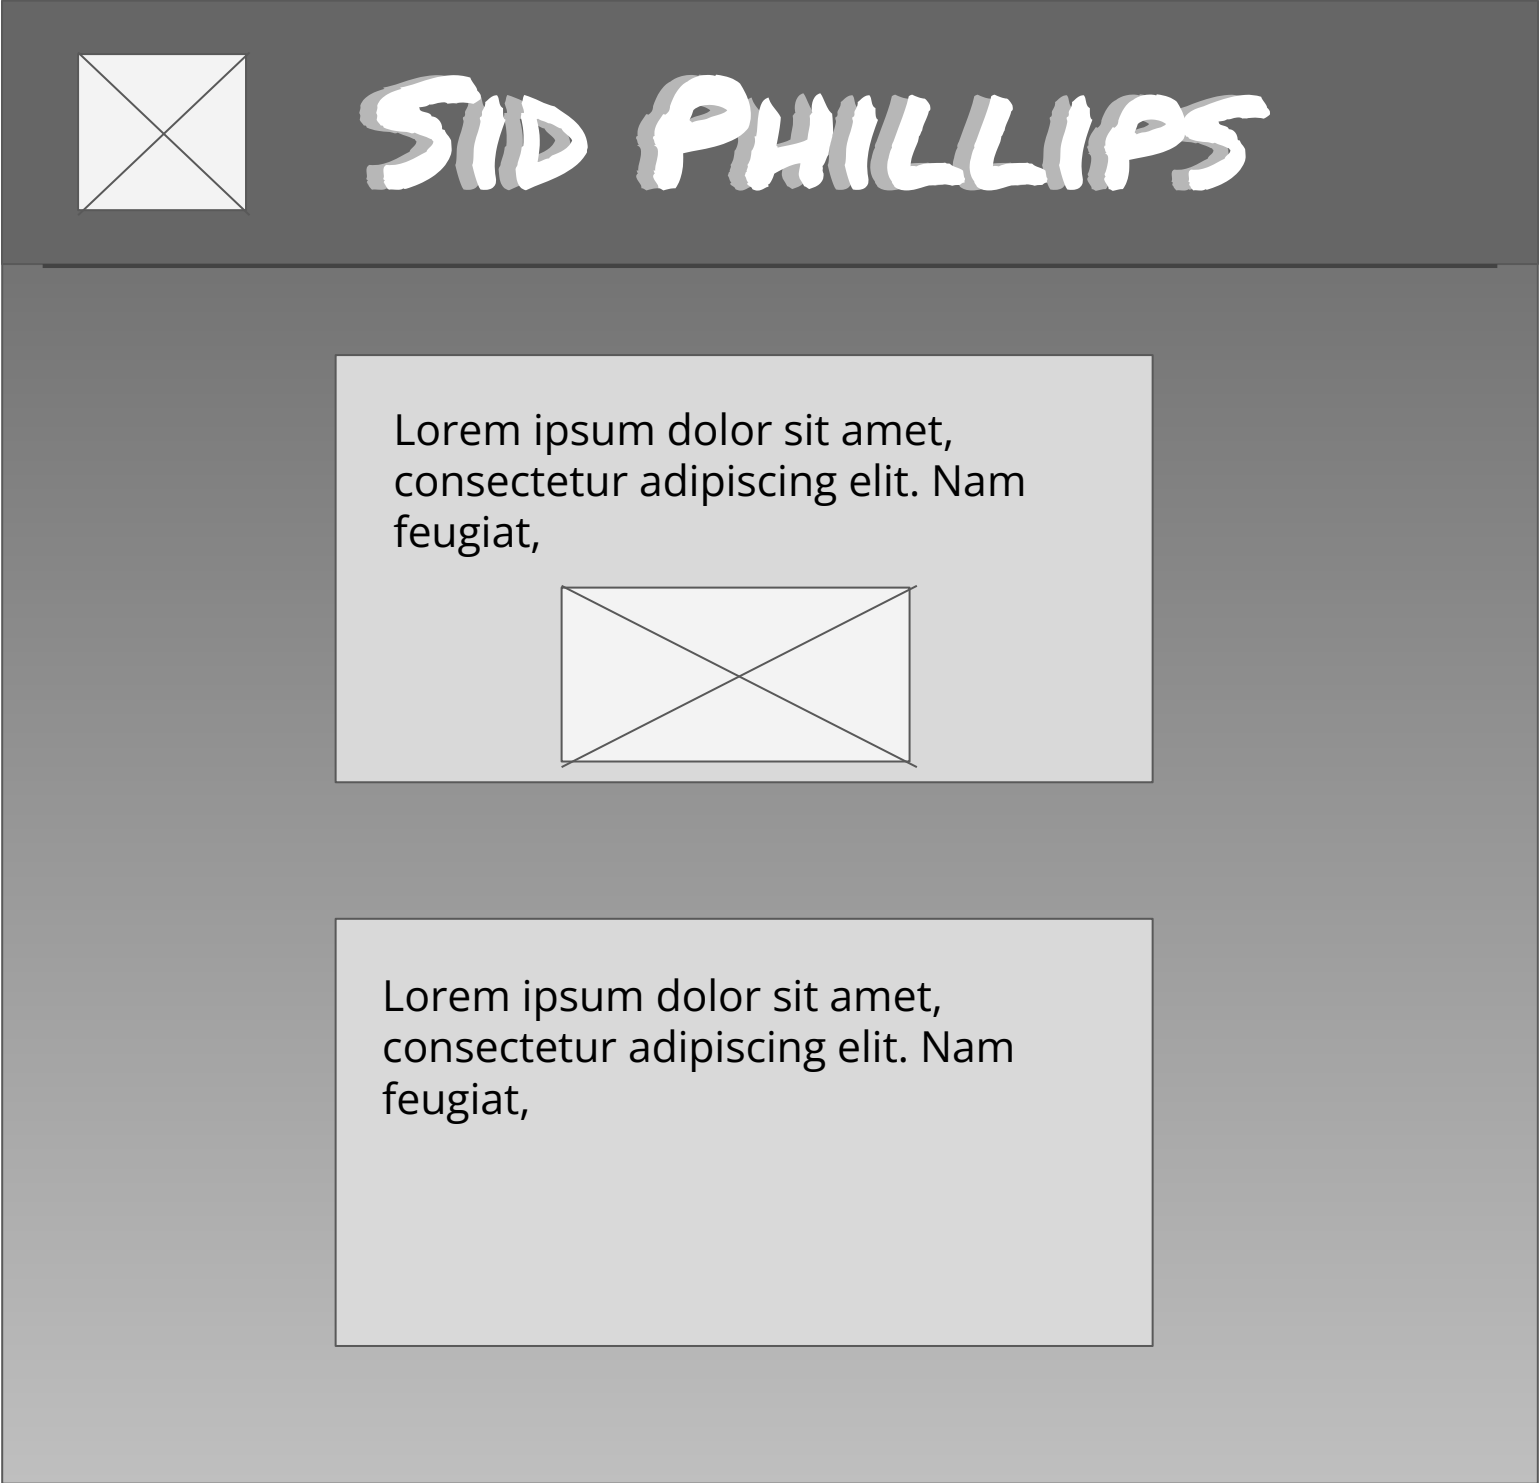 Sid Phillips
Lorem ipsum dolor sit amet,
consectetur adipiscing elit. Nam
feugiat,
Lorem ipsum dolor sit amet,
consectetur adipiscing elit. Nam
feugiat,